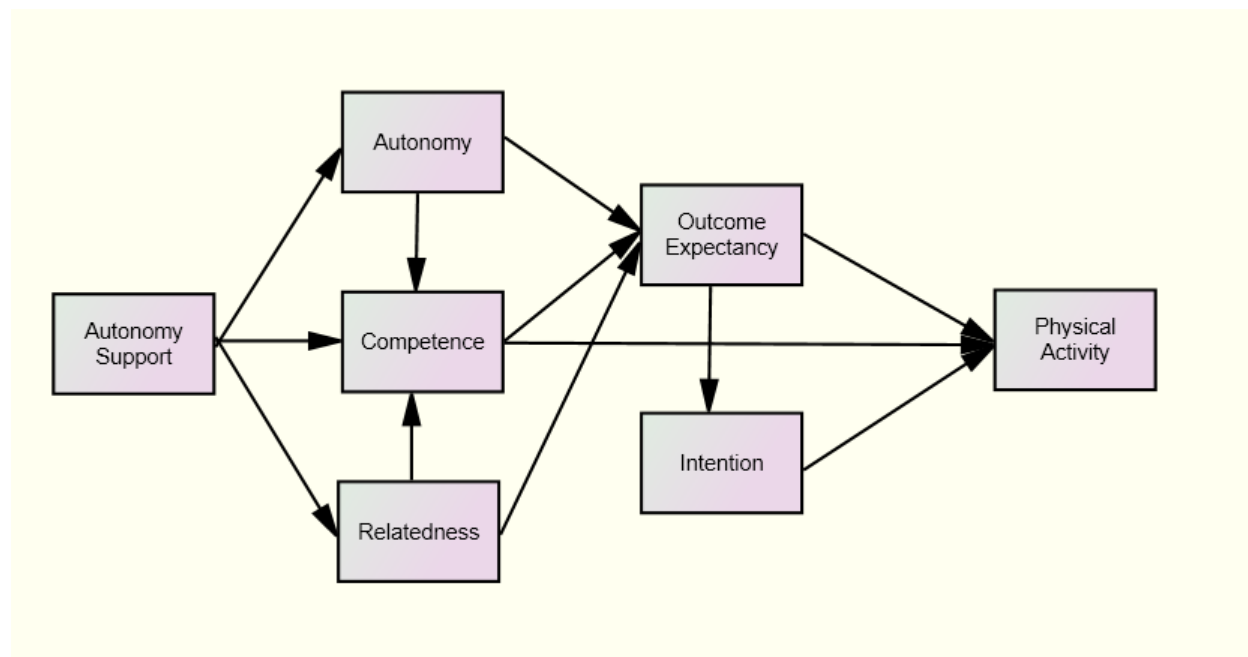 Autonomy
Support
Autonomy
Competence
Relatedness
Outcome
Expectancy
Intention
Physical
Activity